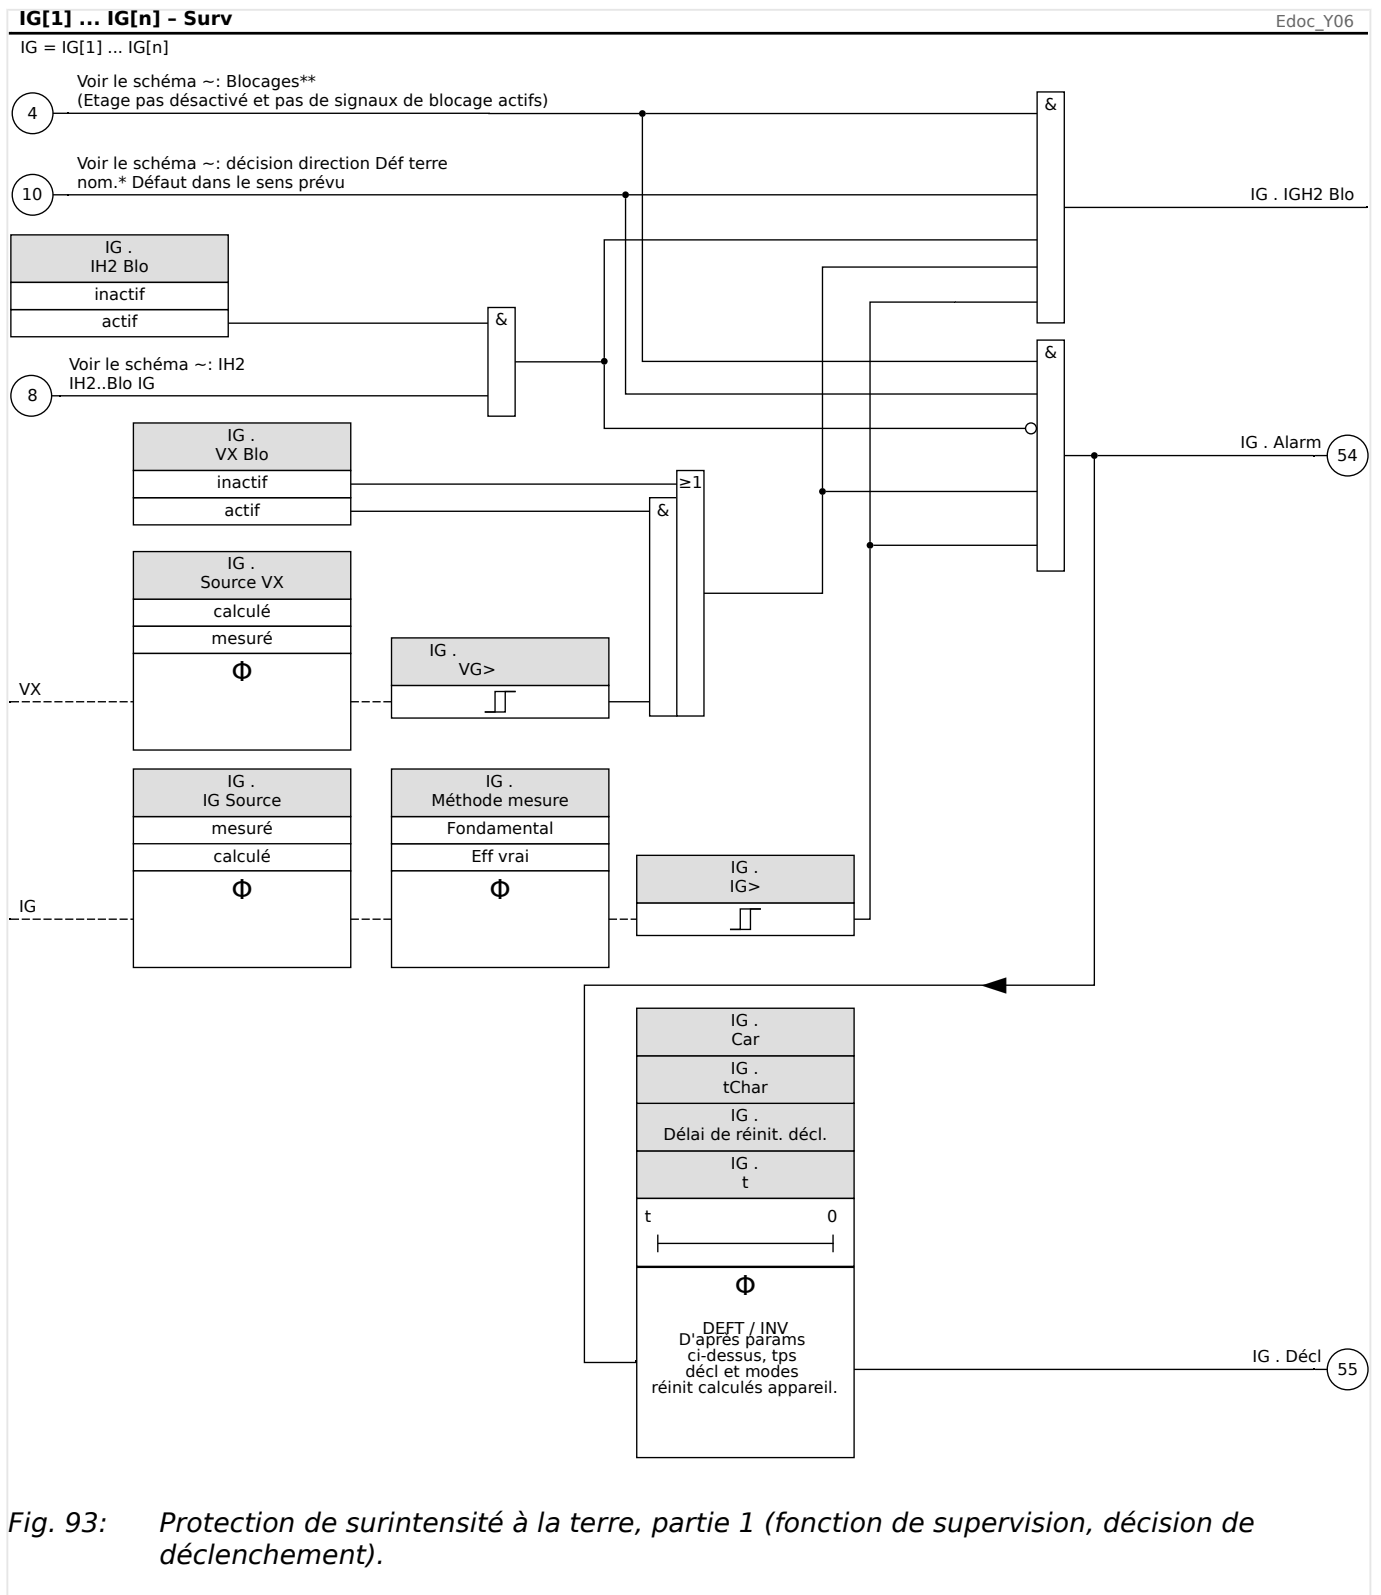 IG[1] ... IG[n] – Surv
Edoc_Y06
IG = IG[1] ... IG[n]
Voir le schéma ~: Blocages**
(Etage pas désactivé et pas de signaux de blocage actifs)
4
&
Voir le schéma ~: décision direction Déf terre
nom.* Défaut dans le sens prévu
10
IG . IGH2 Blo
IG .
IH2 Blo
inactif
actif
&
Voir le schéma ~: IH2
IH2..Blo IG
8
&
IG . Alarm
54
IG .
VX Blo
inactif
actif
≥1
&
IG .
Source VX
calculé
mesuré
Φ
VX
IG .
VG>
IG .
IG Source
mesuré
calculé
Φ
IG
IG .
Méthode mesure
Fondamental
Eff vrai
Φ
IG .
IG>
IG .
Car
IG .
tChar
IG .
Délai de réinit. décl.
IG .
t
t 0
Φ
DEFT / INV
D'après params
ci-dessus, tps
décl et modes
réinit calculés appareil.
IG . Décl
55
Fig. 93: Protection de surintensité à la terre, partie 1 (fonction de supervision, décision de
déclenchement).